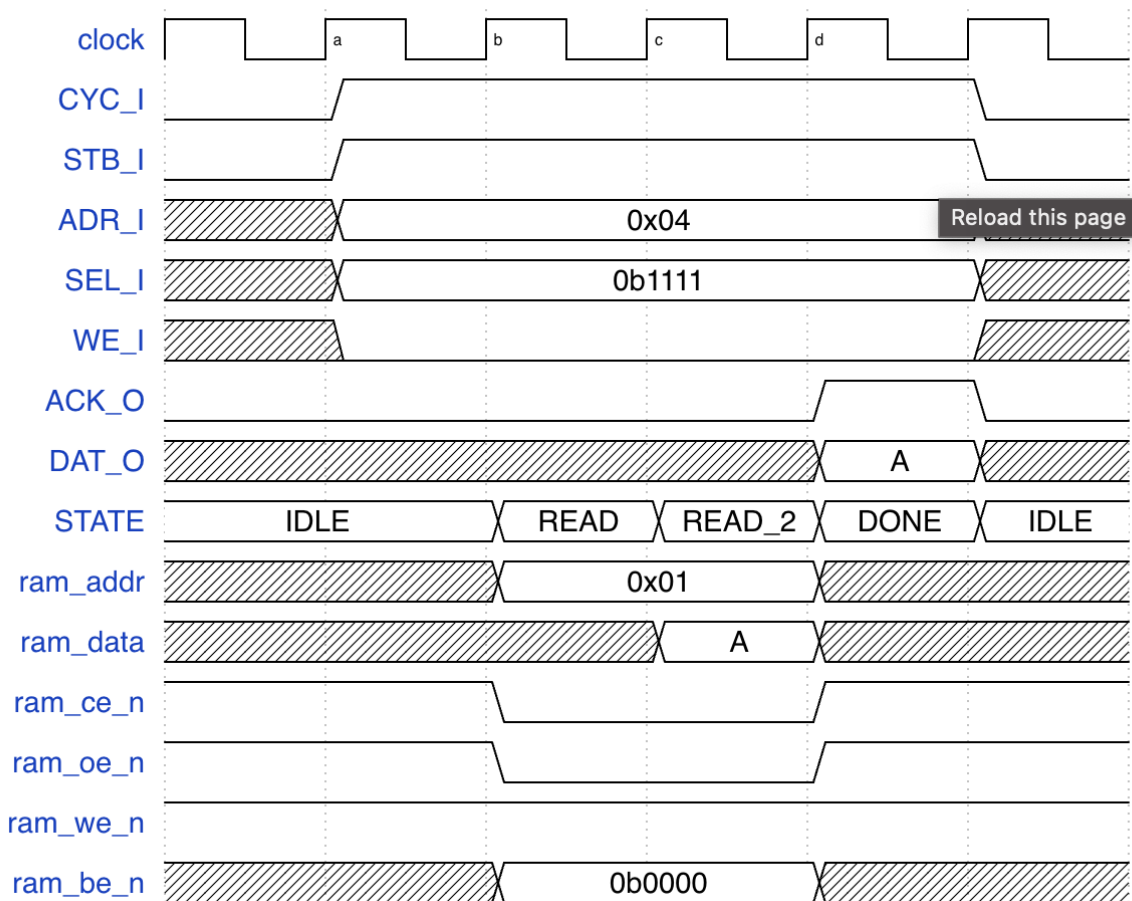 clock a b c d
CYC_I
STB_I
ADR_I 0x04 Reload this page
SEL_I 0b1111
WE_I
ACK_O
DAT_O A
STATE IDLE READ READ_2 DONE IDLE
ram_addr 0x01
ram_data A
ram_ce_n
ram_oe_n
ram_we_n
ram_be_n 0b0000